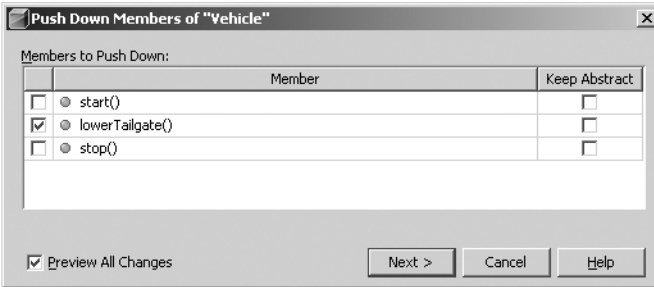 Push Down Members of "Vehicle"
Members to Push Down:
Member Keep Abstract
start()
lowerTailgate()
stop()
Preview All Changes Next > Cancel Help